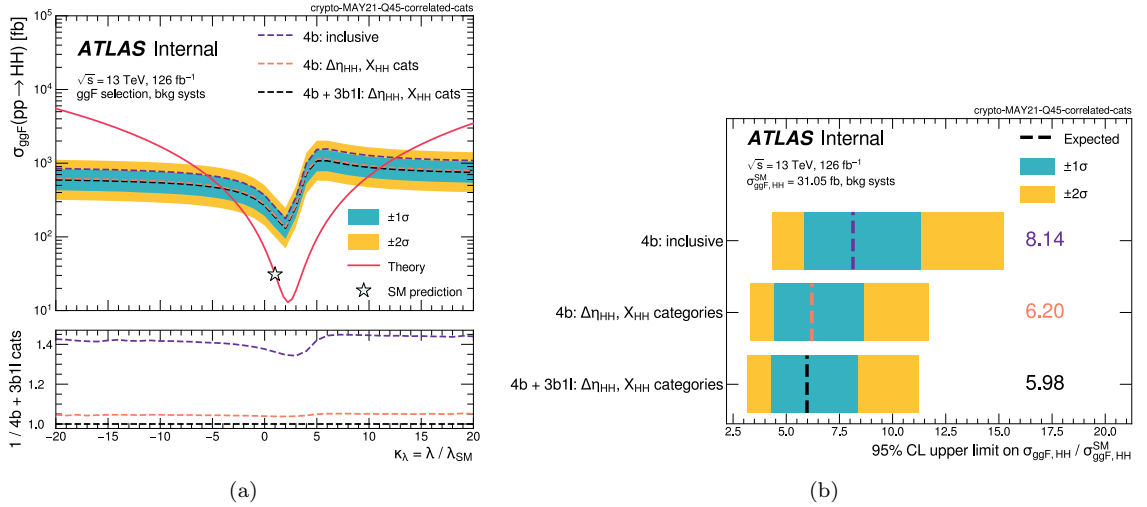 crypto-MAY21-Q45-correlated-cats
σggF(pp → HH) [fb]
10⁵
10⁴
10³
10²
10¹
ATLAS Internal
√s = 13 TeV, 126 fb⁻¹
ggF selection, bkg systs
4b: inclusive
4b: ΔηHH, XHH cats
4b + 3b1l: ΔηHH, XHH cats
±1σ
±2σ
Theory
SM prediction
1 / 4b + 3b1l cats
1.4
1.2
1.0
−20 −15 −10 −5 0 5 10 15 20
κλ = λ / λSM
(a)
crypto-MAY21-Q45-correlated-cats
ATLAS Internal
√s = 13 TeV, 126 fb⁻¹
σ^SM_ggF, HH = 31.05 fb, bkg systs
Expected
±1σ
±2σ
4b: inclusive
8.14
4b: ΔηHH, XHH categories
6.20
4b + 3b1l: ΔηHH, XHH categories
5.98
2.5 5.0 7.5 10.0 12.5 15.0 17.5 20.0
95% CL upper limit on σggF, HH / σ^SM_ggF, HH
(b)